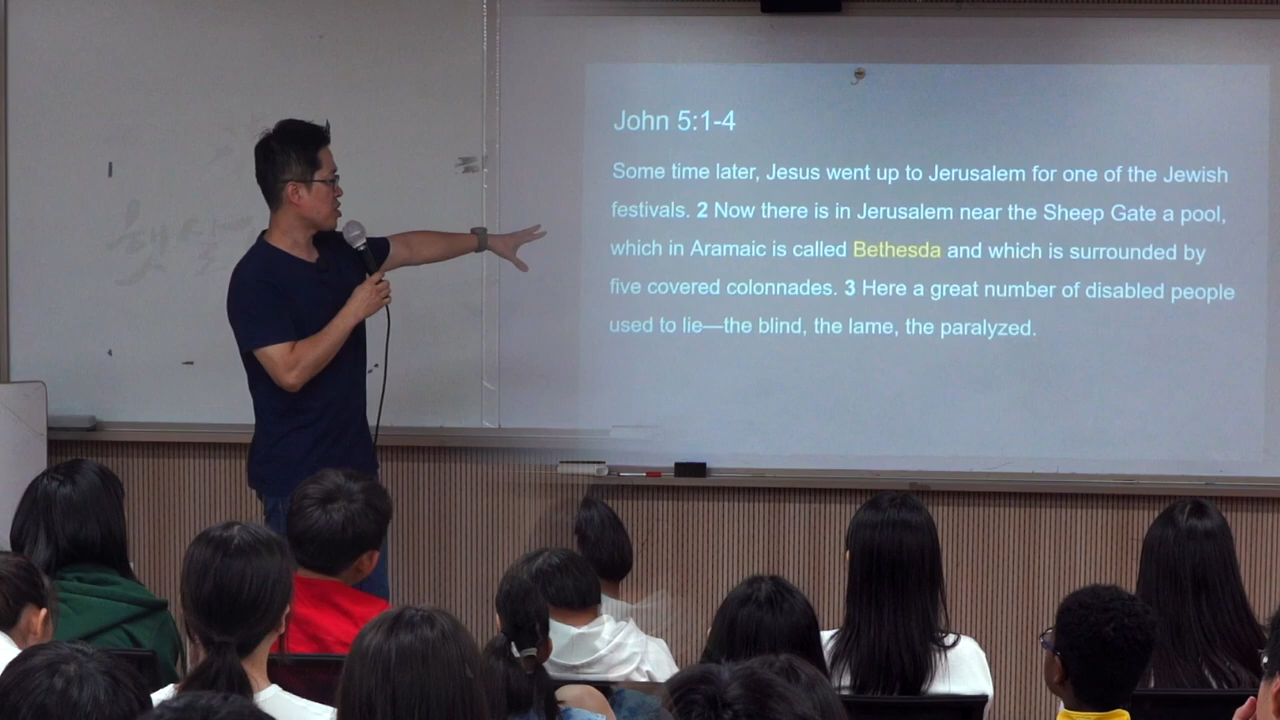 John 5:1-4
Some time later, Jesus went up to Jerusalem for one of the Jewish
festivals. 2 Now there is in Jerusalem near the Sheep Gate a pool,
which in Aramaic is called Bethesda and which is surrounded by
five covered colonnades. 3 Here a great number of disabled people
used to lie—the blind, the lame, the paralyzed.